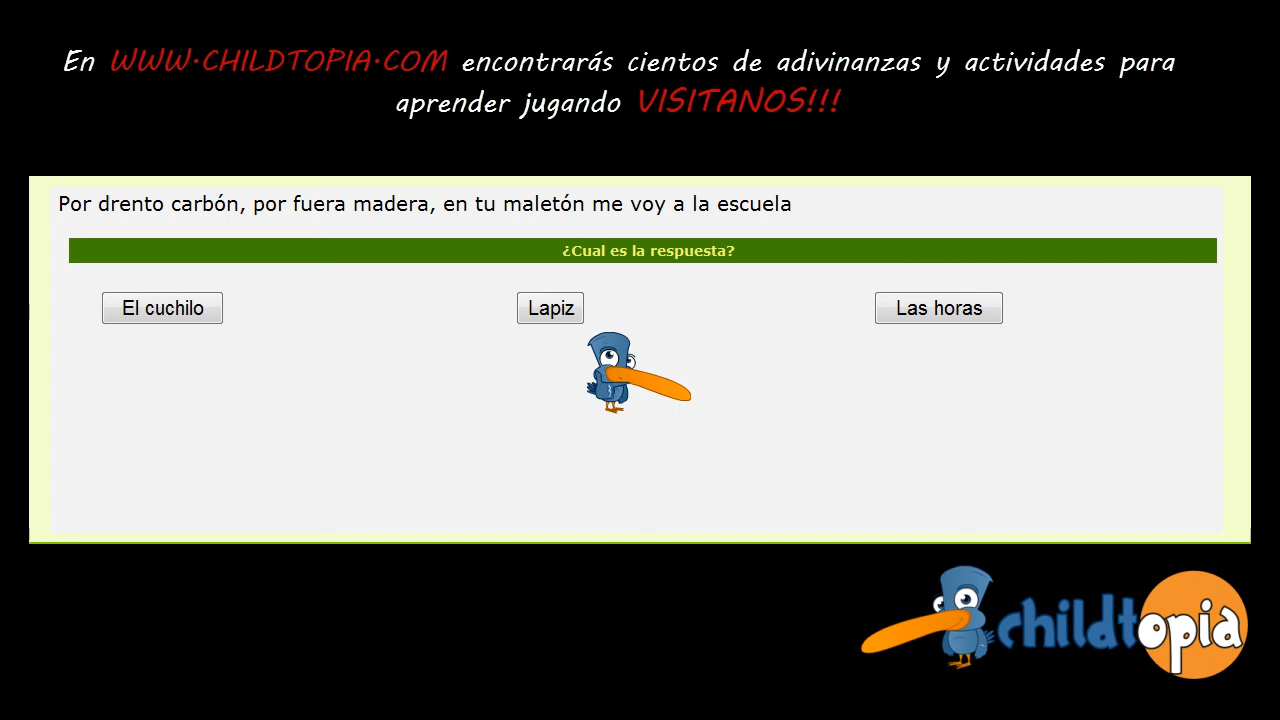 En WWW.CHILDTOPIA.COM encontrarás cientos de adivinanzas y actividades para
aprender jugando VISITANOS!!!
Por drento carbón, por fuera madera, en tu maletón me voy a la escuela
¿Cual es la respuesta?
El cuchilo
Lapiz
Las horas
childtopia